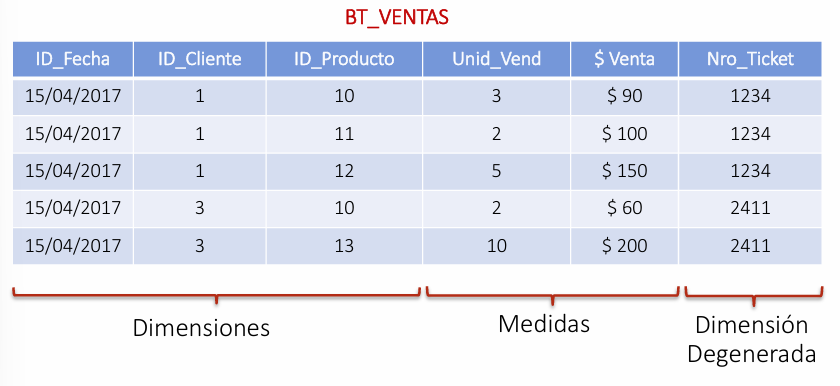 BT_VENTAS
ID_Fecha ID_Cliente ID_Producto Unid_Vend $ Venta Nro_Ticket
15/04/2017 1 10 3 $ 90 1234
15/04/2017 1 11 2 $ 100 1234
15/04/2017 1 12 5 $ 150 1234
15/04/2017 3 10 2 $ 60 2411
15/04/2017 3 13 10 $ 200 2411
Dimensiones Medidas Dimensión
Degenerada